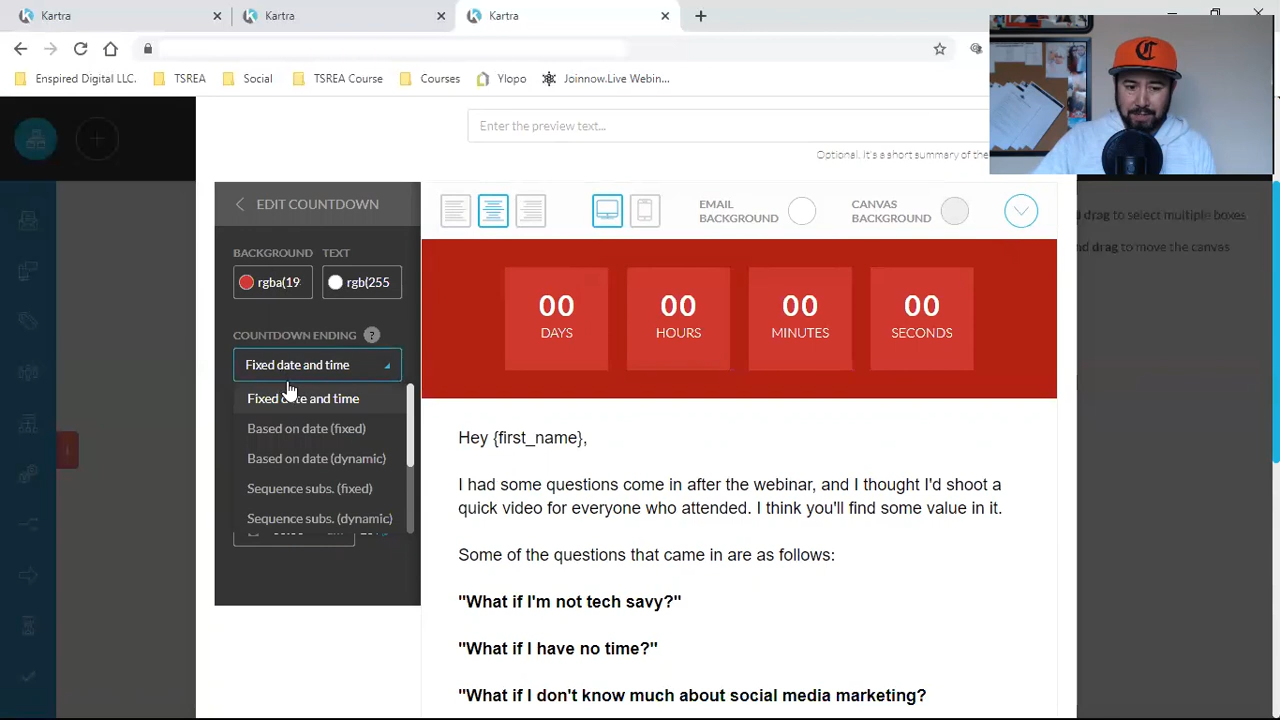 Kartra
Kartra
Kartra
Enspired Digital LLC.
TSREA
Social
TSREA Course
Courses
Ylopo
Joinnow.Live Webin...
Enter the preview text...
Optional. It's a short summary of the
EDIT COUNTDOWN
EMAIL BACKGROUND
CANVAS BACKGROUND
d drag to select multiple boxes
nd drag to move the canvas
BACKGROUND TEXT
rgba(19 rgb(255
COUNTDOWN ENDING ?
Fixed date and time
Fixed date and time
Based on date (fixed)
Based on date (dynamic)
Sequence subs. (fixed)
Sequence subs. (dynamic)
00 00 00 00
DAYS HOURS MINUTES SECONDS
Hey {first_name},
I had some questions come in after the webinar, and I thought I'd shoot a
quick video for everyone who attended. I think you'll find some value in it.
Some of the questions that came in are as follows:
"What if I'm not tech savy?"
"What if I have no time?"
"What if I don't know much about social media marketing?